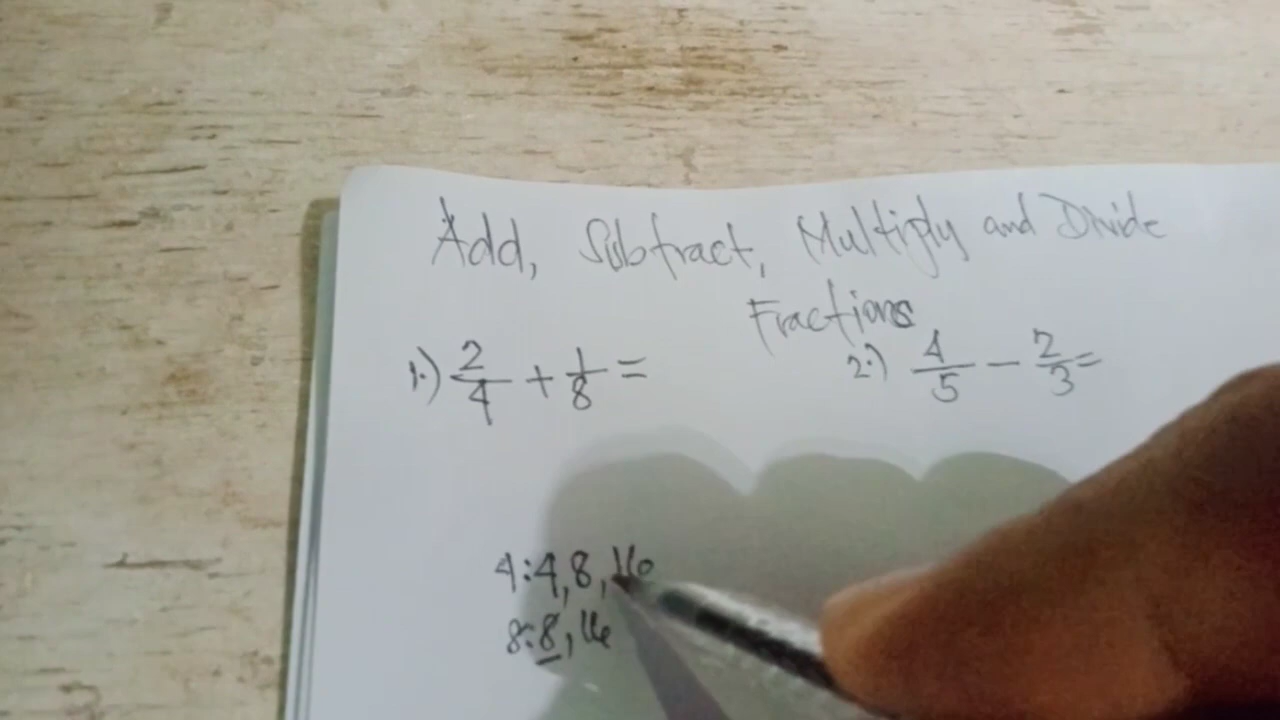 Add, Subtract, Multiply and Divide
Fractions
1.) 2/4 + 1/8 =
2.) 4/5 - 2/3 =
4:4,8,16
8:8,16